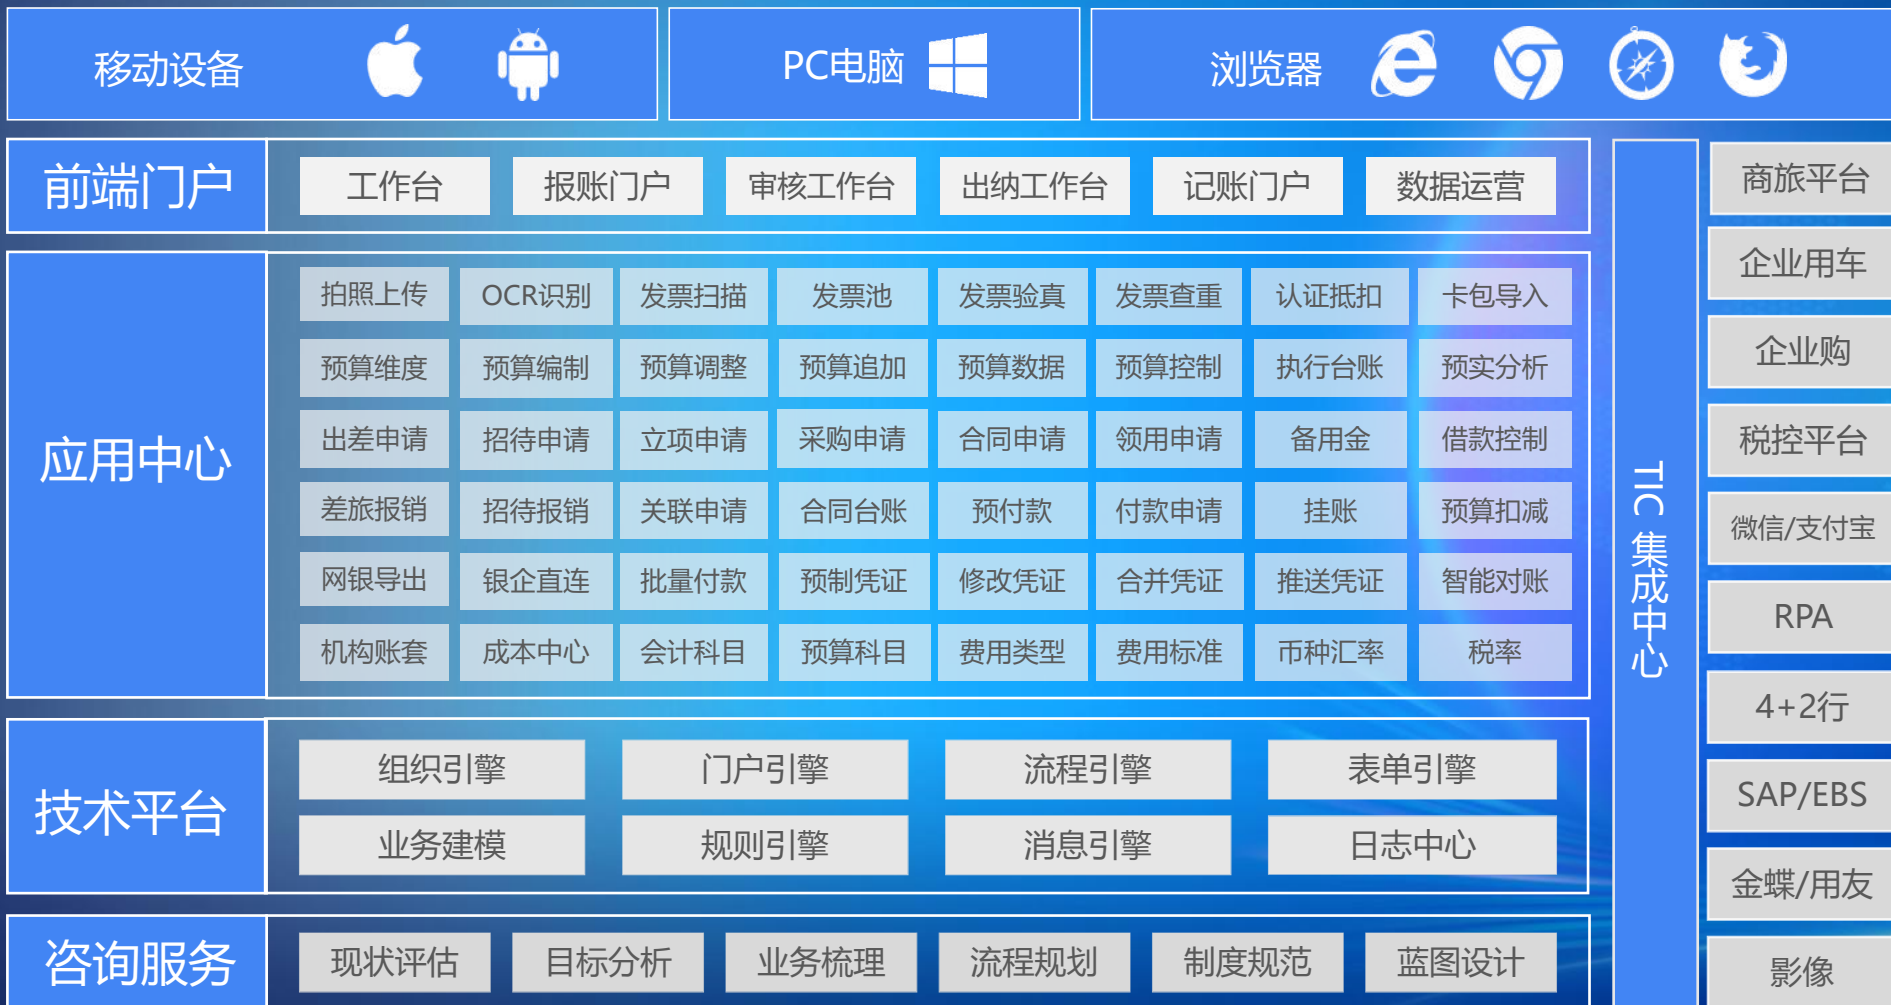 移动设备
PC电脑
浏览器
前端门户
工作台 报账门户 审核工作台 出纳工作台 记账门户 数据运营
应用中心
拍照上传 OCR识别 发票扫描 发票池 发票验真 发票查重 认证抵扣 卡包导入
预算维度 预算编制 预算调整 预算追加 预算数据 预算控制 执行台账 预实分析
出差申请 招待申请 立项申请 采购申请 合同申请 领用申请 备用金 借款控制
差旅报销 招待报销 关联申请 合同台账 预付款 付款申请 挂账 预算扣减
网银导出 银企直连 批量付款 预制凭证 修改凭证 合并凭证 推送凭证 智能对账
机构账套 成本中心 会计科目 预算科目 费用类型 费用标准 币种汇率 税率
技术平台
组织引擎 门户引擎 流程引擎 表单引擎
业务建模 规则引擎 消息引擎 日志中心
咨询服务
现状评估 目标分析 业务梳理 流程规划 制度规范 蓝图设计
TIC 集成中心
商旅平台
企业用车
企业购
税控平台
微信/支付宝
RPA
4+2行
SAP/EBS
金蝶/用友
影像